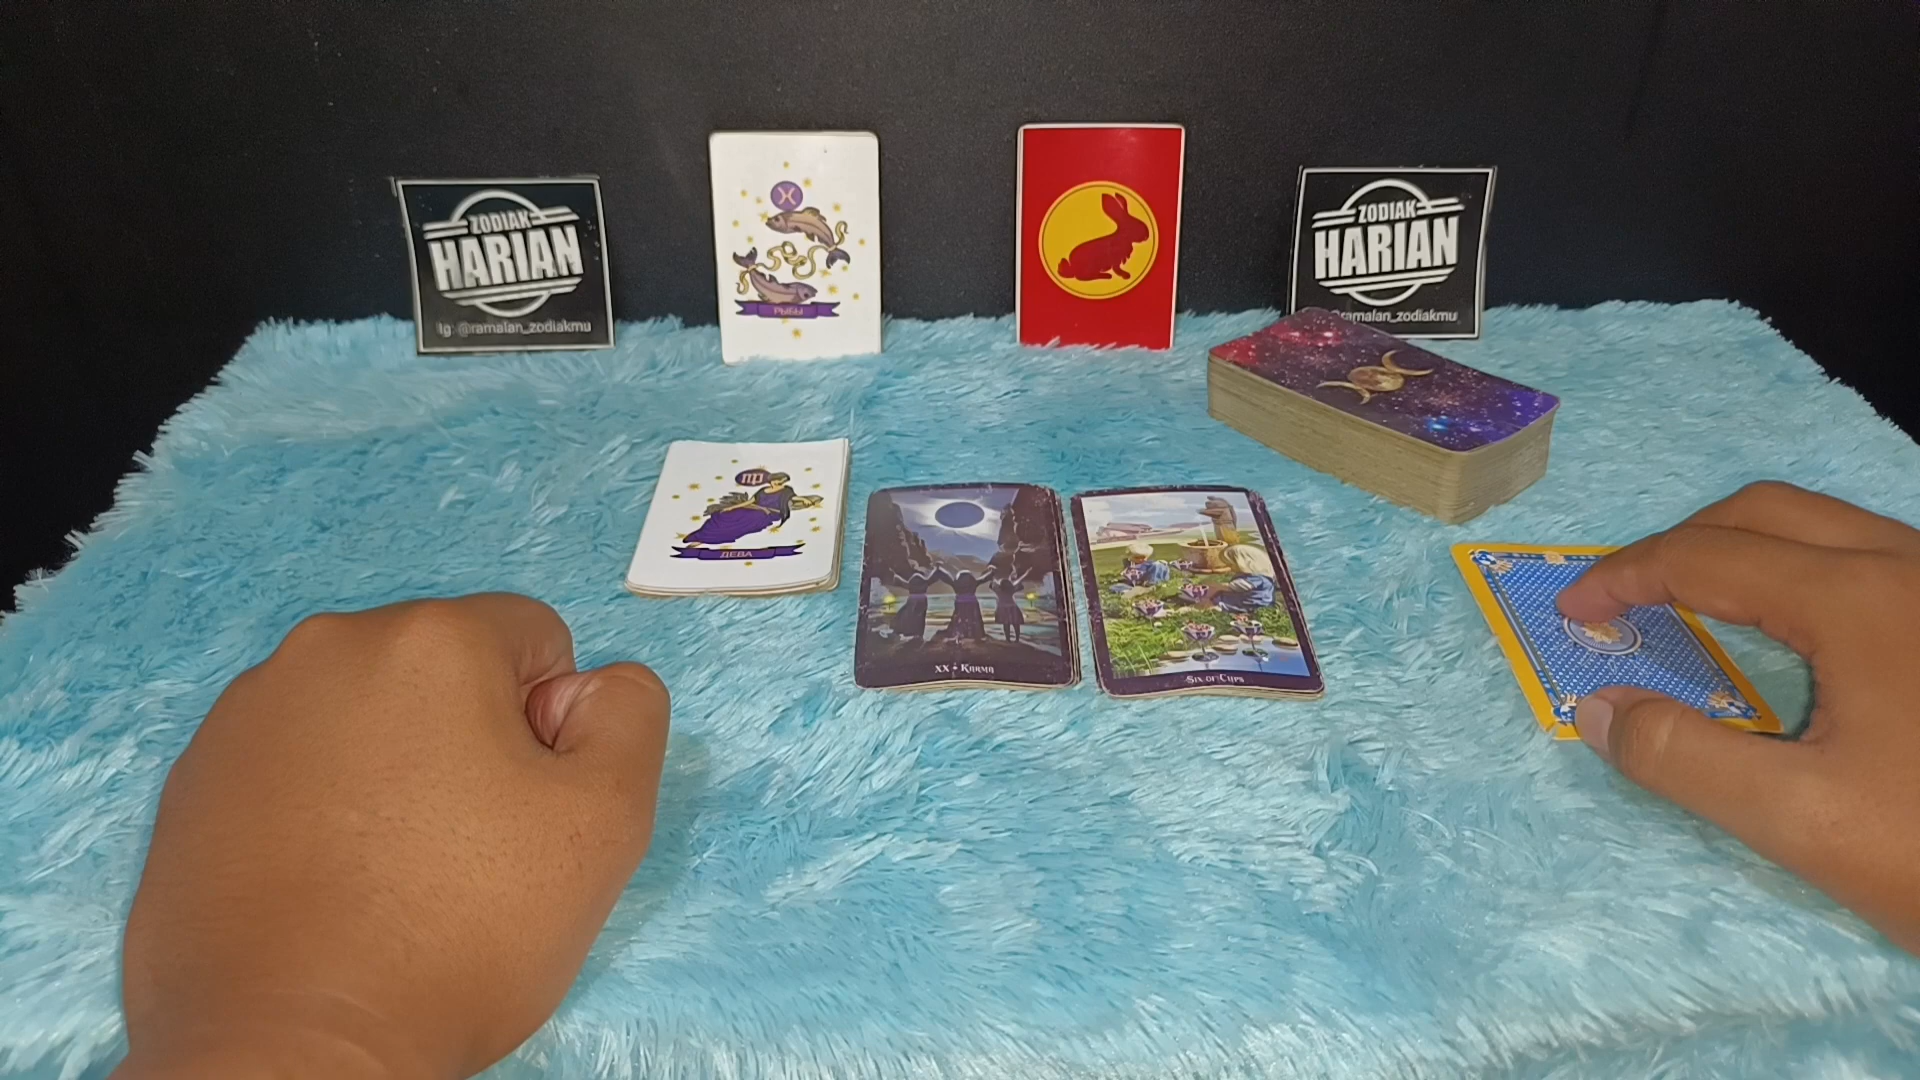 ZODIAK
HARIAN
Ig: @ramalan_zodiakmu
РЫБЫ
ZODIAK
HARIAN
@ramalan_zodiakmu
ДЕВА
XX • KARMA
SIX OF CUPS